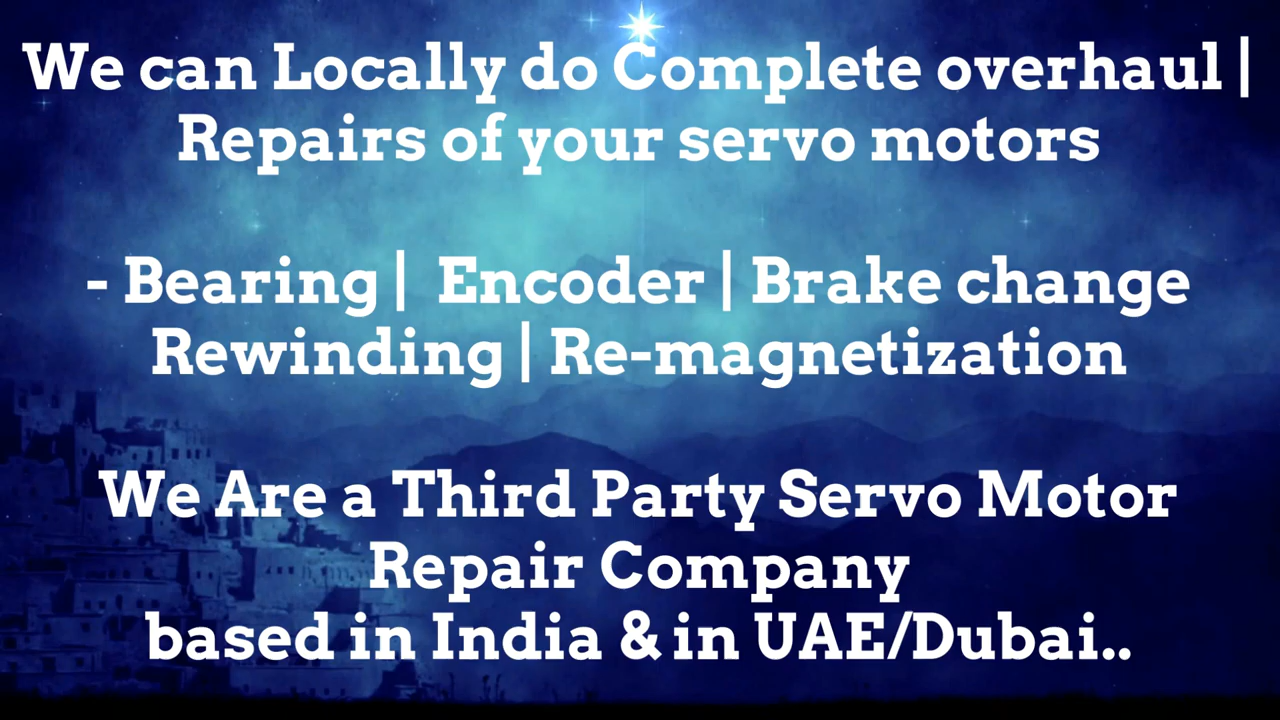 We can Locally do Complete overhaul |
Repairs of your servo motors
- Bearing | Encoder | Brake change
Rewinding | Re-magnetization
We Are a Third Party Servo Motor
Repair Company
based in India & in UAE/Dubai..